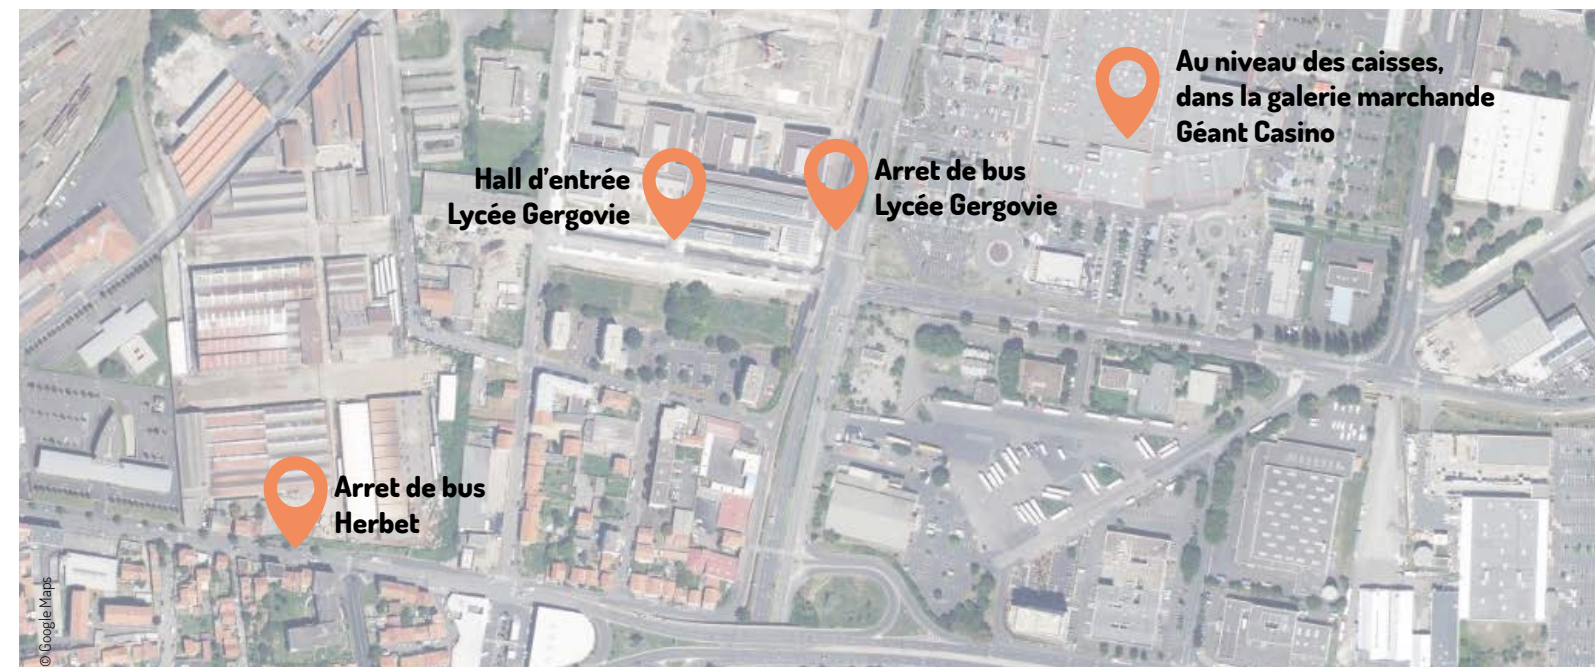 Au niveau des caisses,
dans la galerie marchande
Géant Casino
Hall d’entrée
Lycée Gergovie
Arret de bus
Lycée Gergovie
Arret de bus
Herbet
© Google Maps